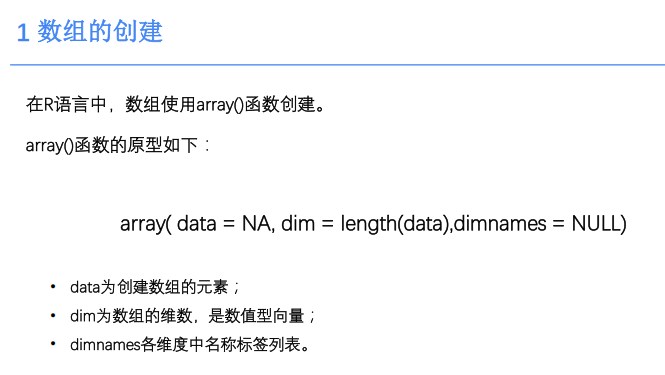 1 数组的创建
在R语言中，数组使用array()函数创建。
array()函数的原型如下：
array( data = NA, dim = length(data),dimnames = NULL)
• data为创建数组的元素；
• dim为数组的维数，是数值型向量；
• dimnames各维度中名称标签列表。